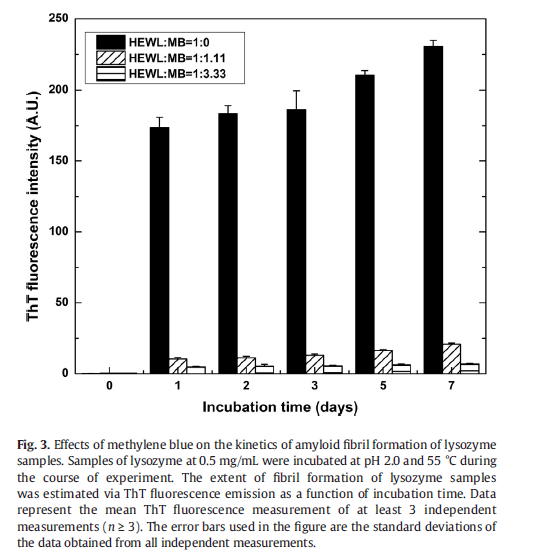 250
HEWL:MB=1:0
HEWL:MB=1:1.11
HEWL:MB=1:3.33
200
150
100
50
0
ThT fluorescence intensity (A.U.)
0 1 2 3 5 7
Incubation time (days)
Fig. 3. Effects of methylene blue on the kinetics of amyloid fibril formation of lysozyme
samples. Samples of lysozyme at 0.5 mg/mL were incubated at pH 2.0 and 55 °C during
the course of experiment. The extent of fibril formation of lysozyme samples
was estimated via ThT fluorescence emission as a function of incubation time. Data
represent the mean ThT fluorescence measurement of at least 3 independent
measurements (n ≥ 3). The error bars used in the figure are the standard deviations of
the data obtained from all independent measurements.